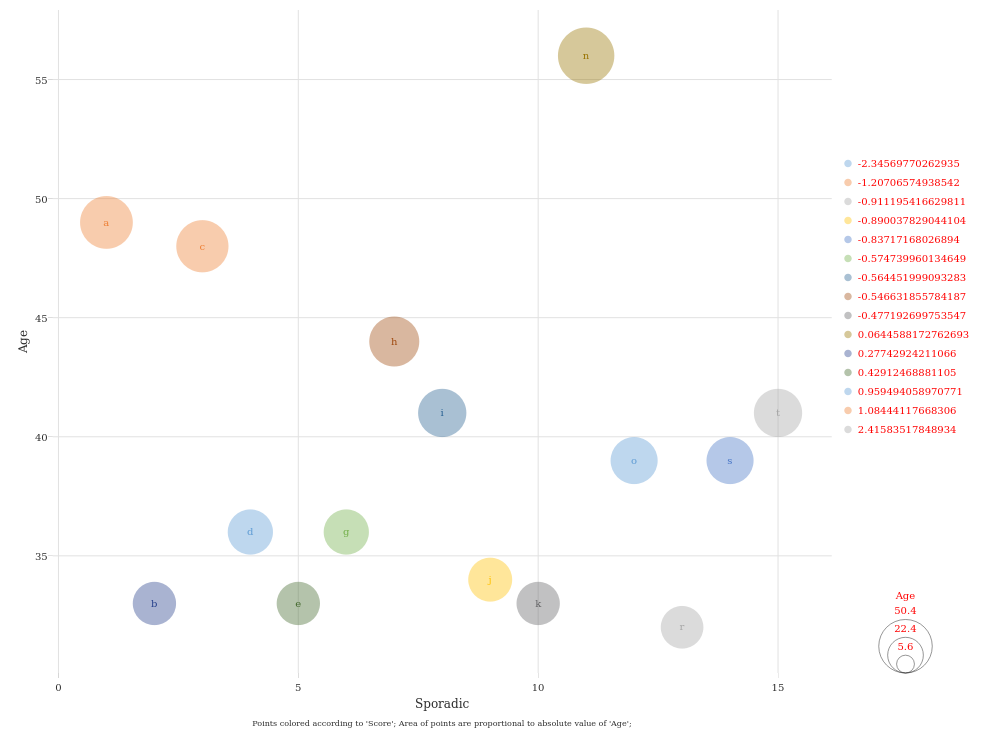 n
55
-2.34569770262935
-1.20706574938542
50
-0.911195416629811
a
-0.890037829044104
c
-0.83717168026894
-0.574739960134649
-0.564451999093283
-0.546631855784187
45
-0.477192699753547
h
0.0644588172762693
Age
0.27742924211066
0.42912468881105
0.959494058970771
i
t
1.08444117668306
2.41583517848934
40
o
s
d
g
35
j
Age
b
e
k
50.4
r
22.4
5.6
0
5
10
15
Sporadic
Points colored according to 'Score'; Area of points are proportional to absolute value of 'Age';